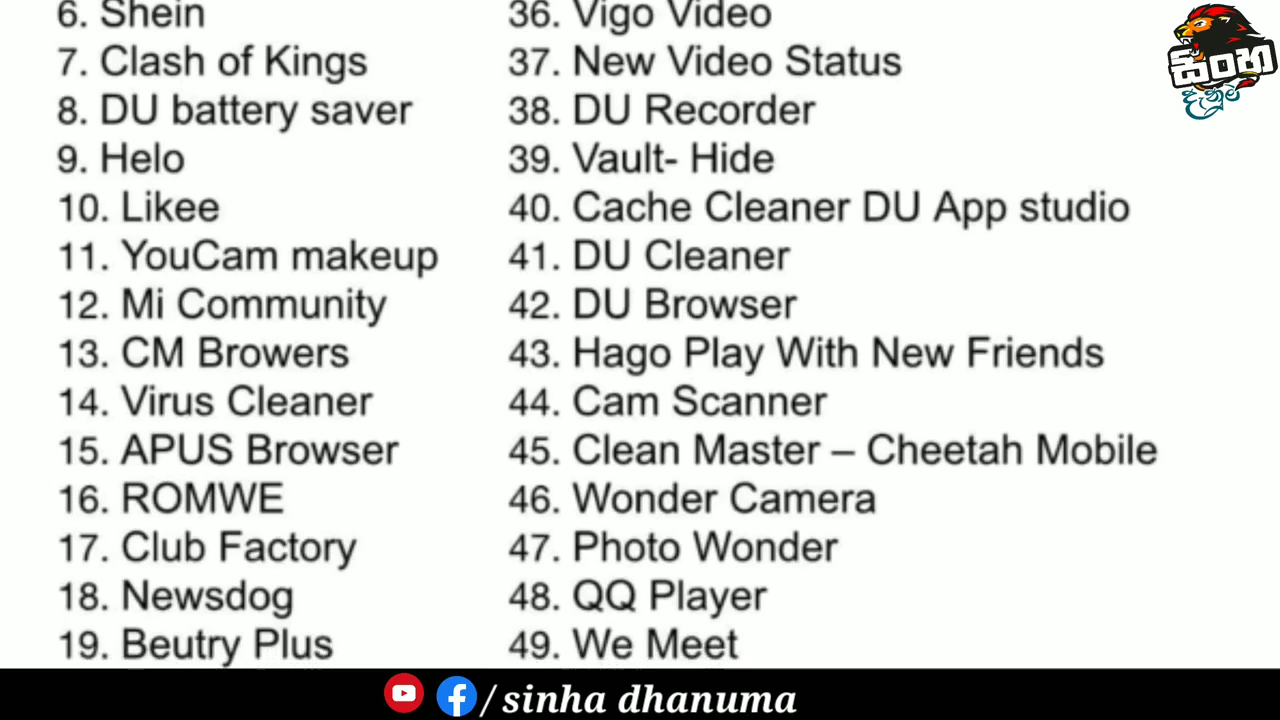 6. Shein
7. Clash of Kings
8. DU battery saver
9. Helo
10. Likee
11. YouCam makeup
12. Mi Community
13. CM Browers
14. Virus Cleaner
15. APUS Browser
16. ROMWE
17. Club Factory
18. Newsdog
19. Beutry Plus
36. Vigo Video
37. New Video Status
38. DU Recorder
39. Vault- Hide
40. Cache Cleaner DU App studio
41. DU Cleaner
42. DU Browser
43. Hago Play With New Friends
44. Cam Scanner
45. Clean Master – Cheetah Mobile
46. Wonder Camera
47. Photo Wonder
48. QQ Player
49. We Meet
සිංහ
දැනුම
/ sinha dhanuma